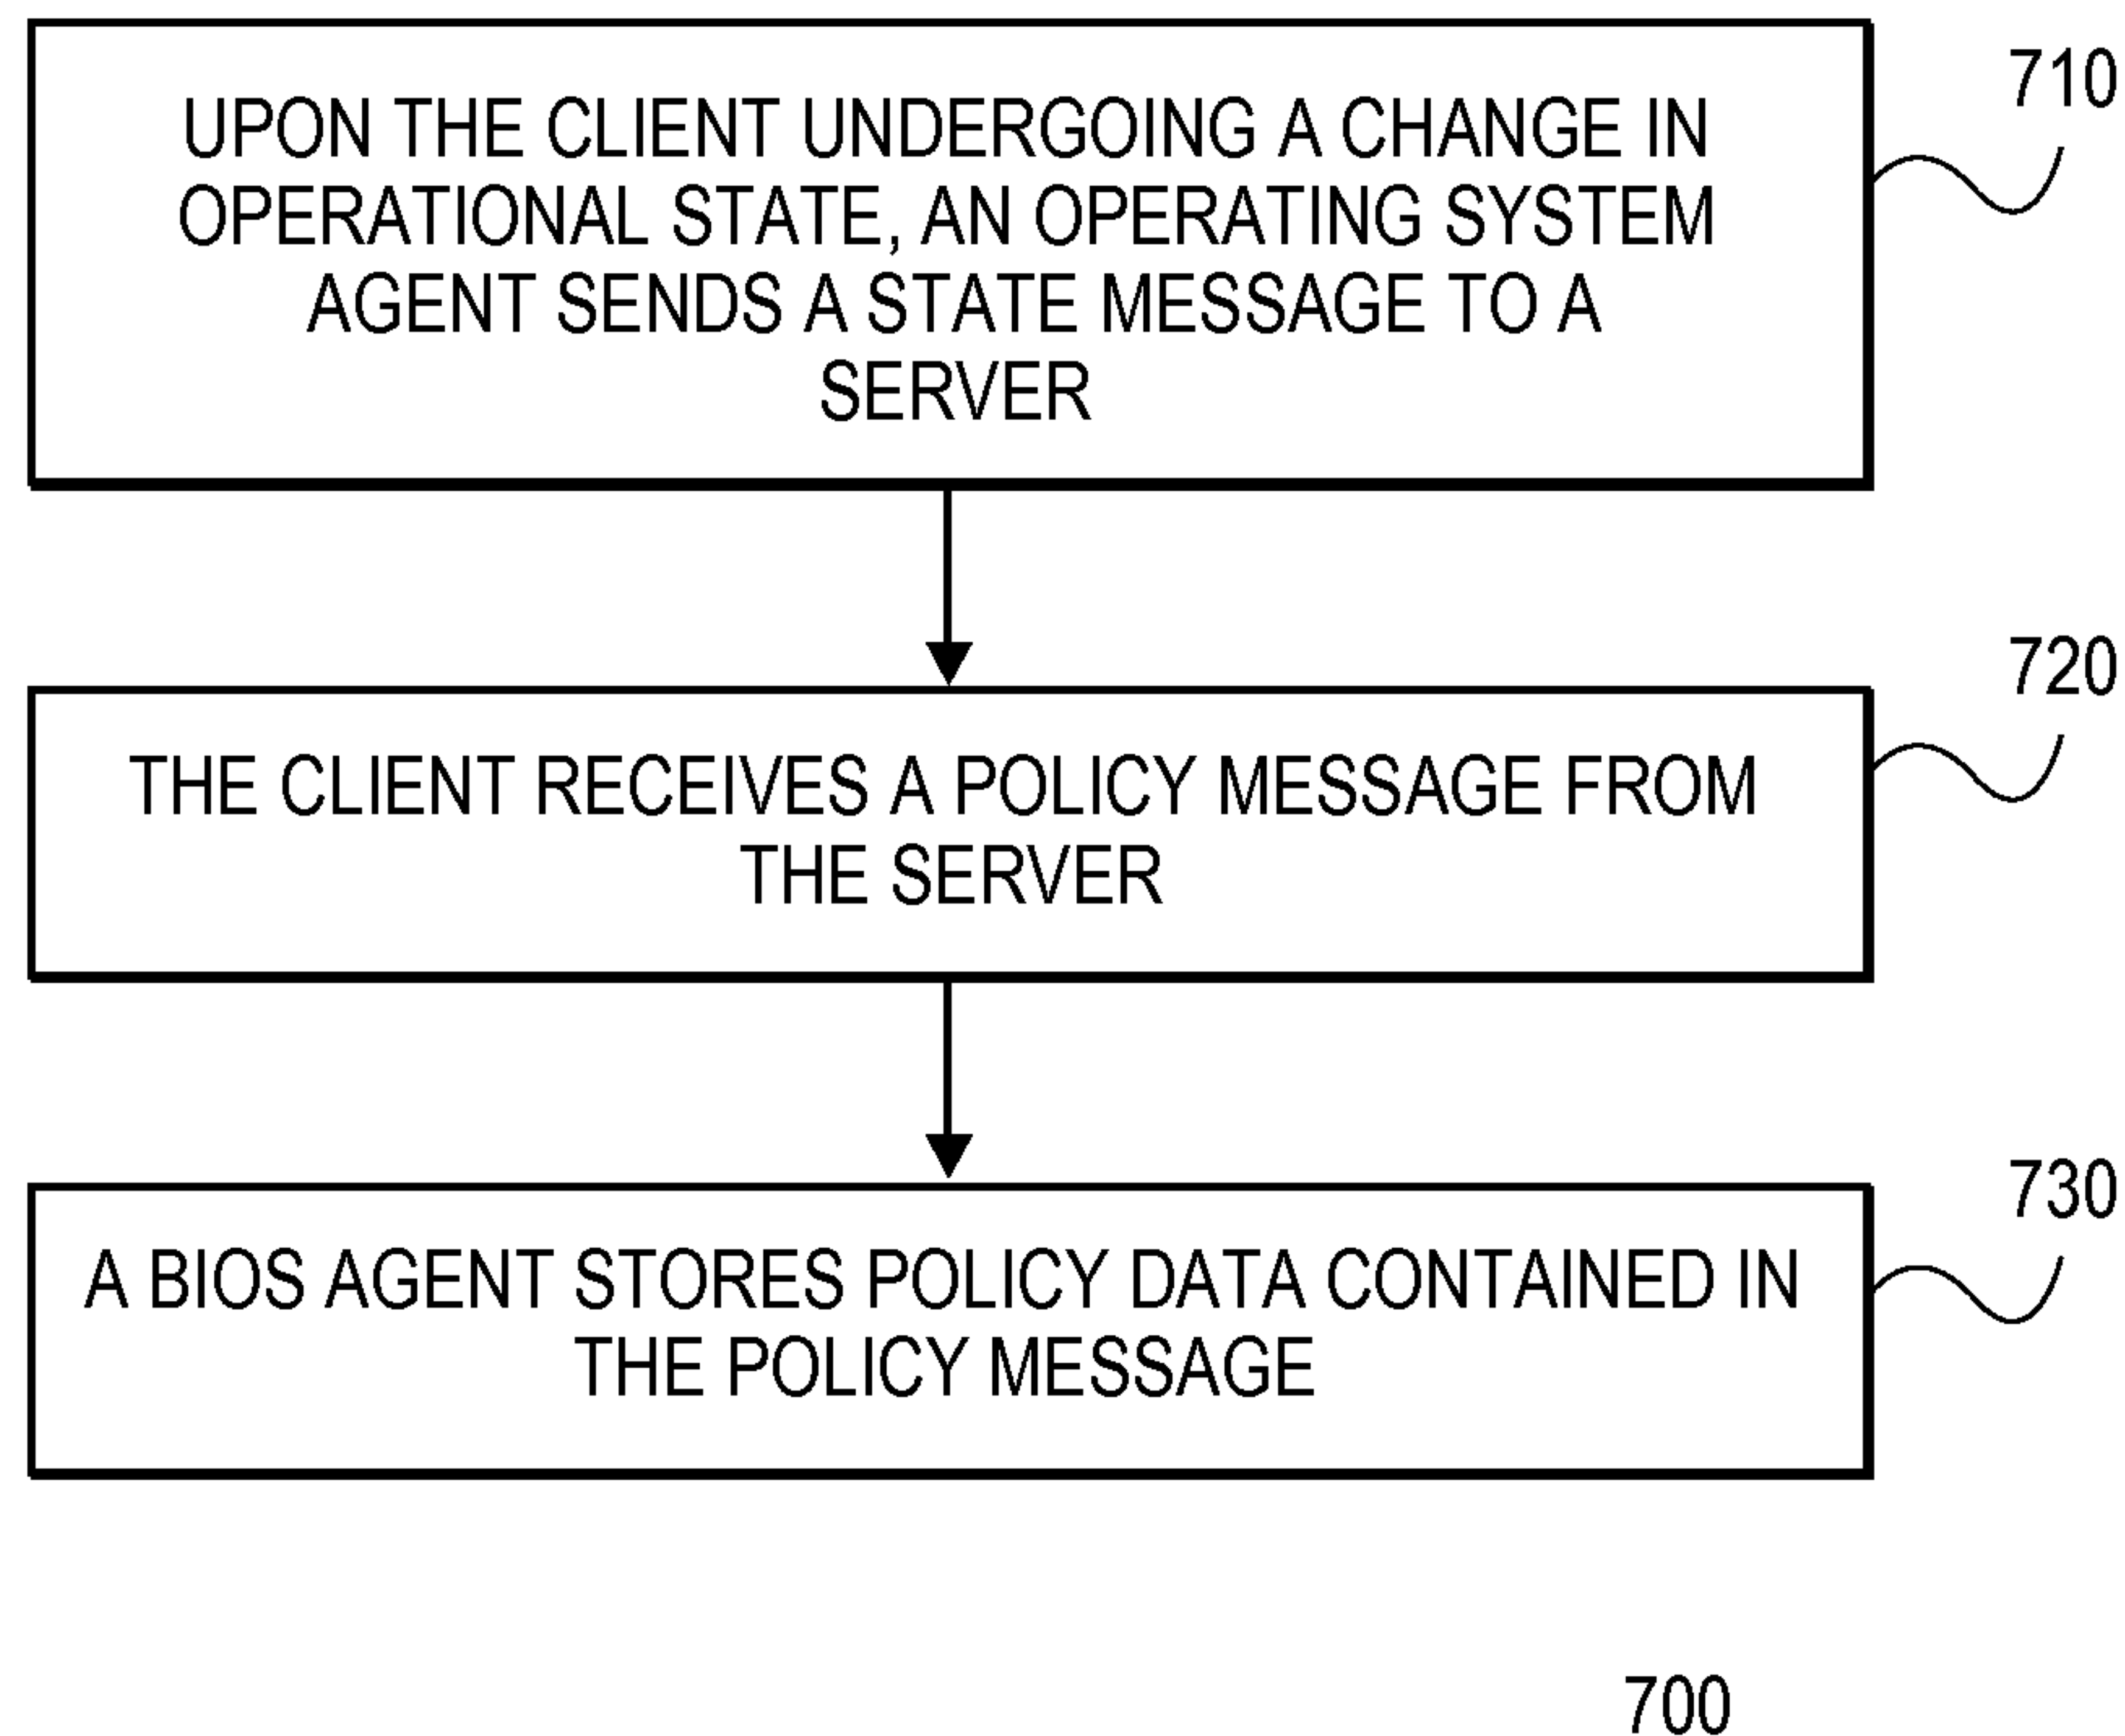 710
UPON THE CLIENT UNDERGOING A CHANGE IN
OPERATIONAL STATE, AN OPERATING SYSTEM
AGENT SENDS A STATE MESSAGE TO A
SERVER
720
THE CLIENT RECEIVES A POLICY MESSAGE FROM
THE SERVER
730
A BIOS AGENT STORES POLICY DATA CONTAINED IN
THE POLICY MESSAGE
700